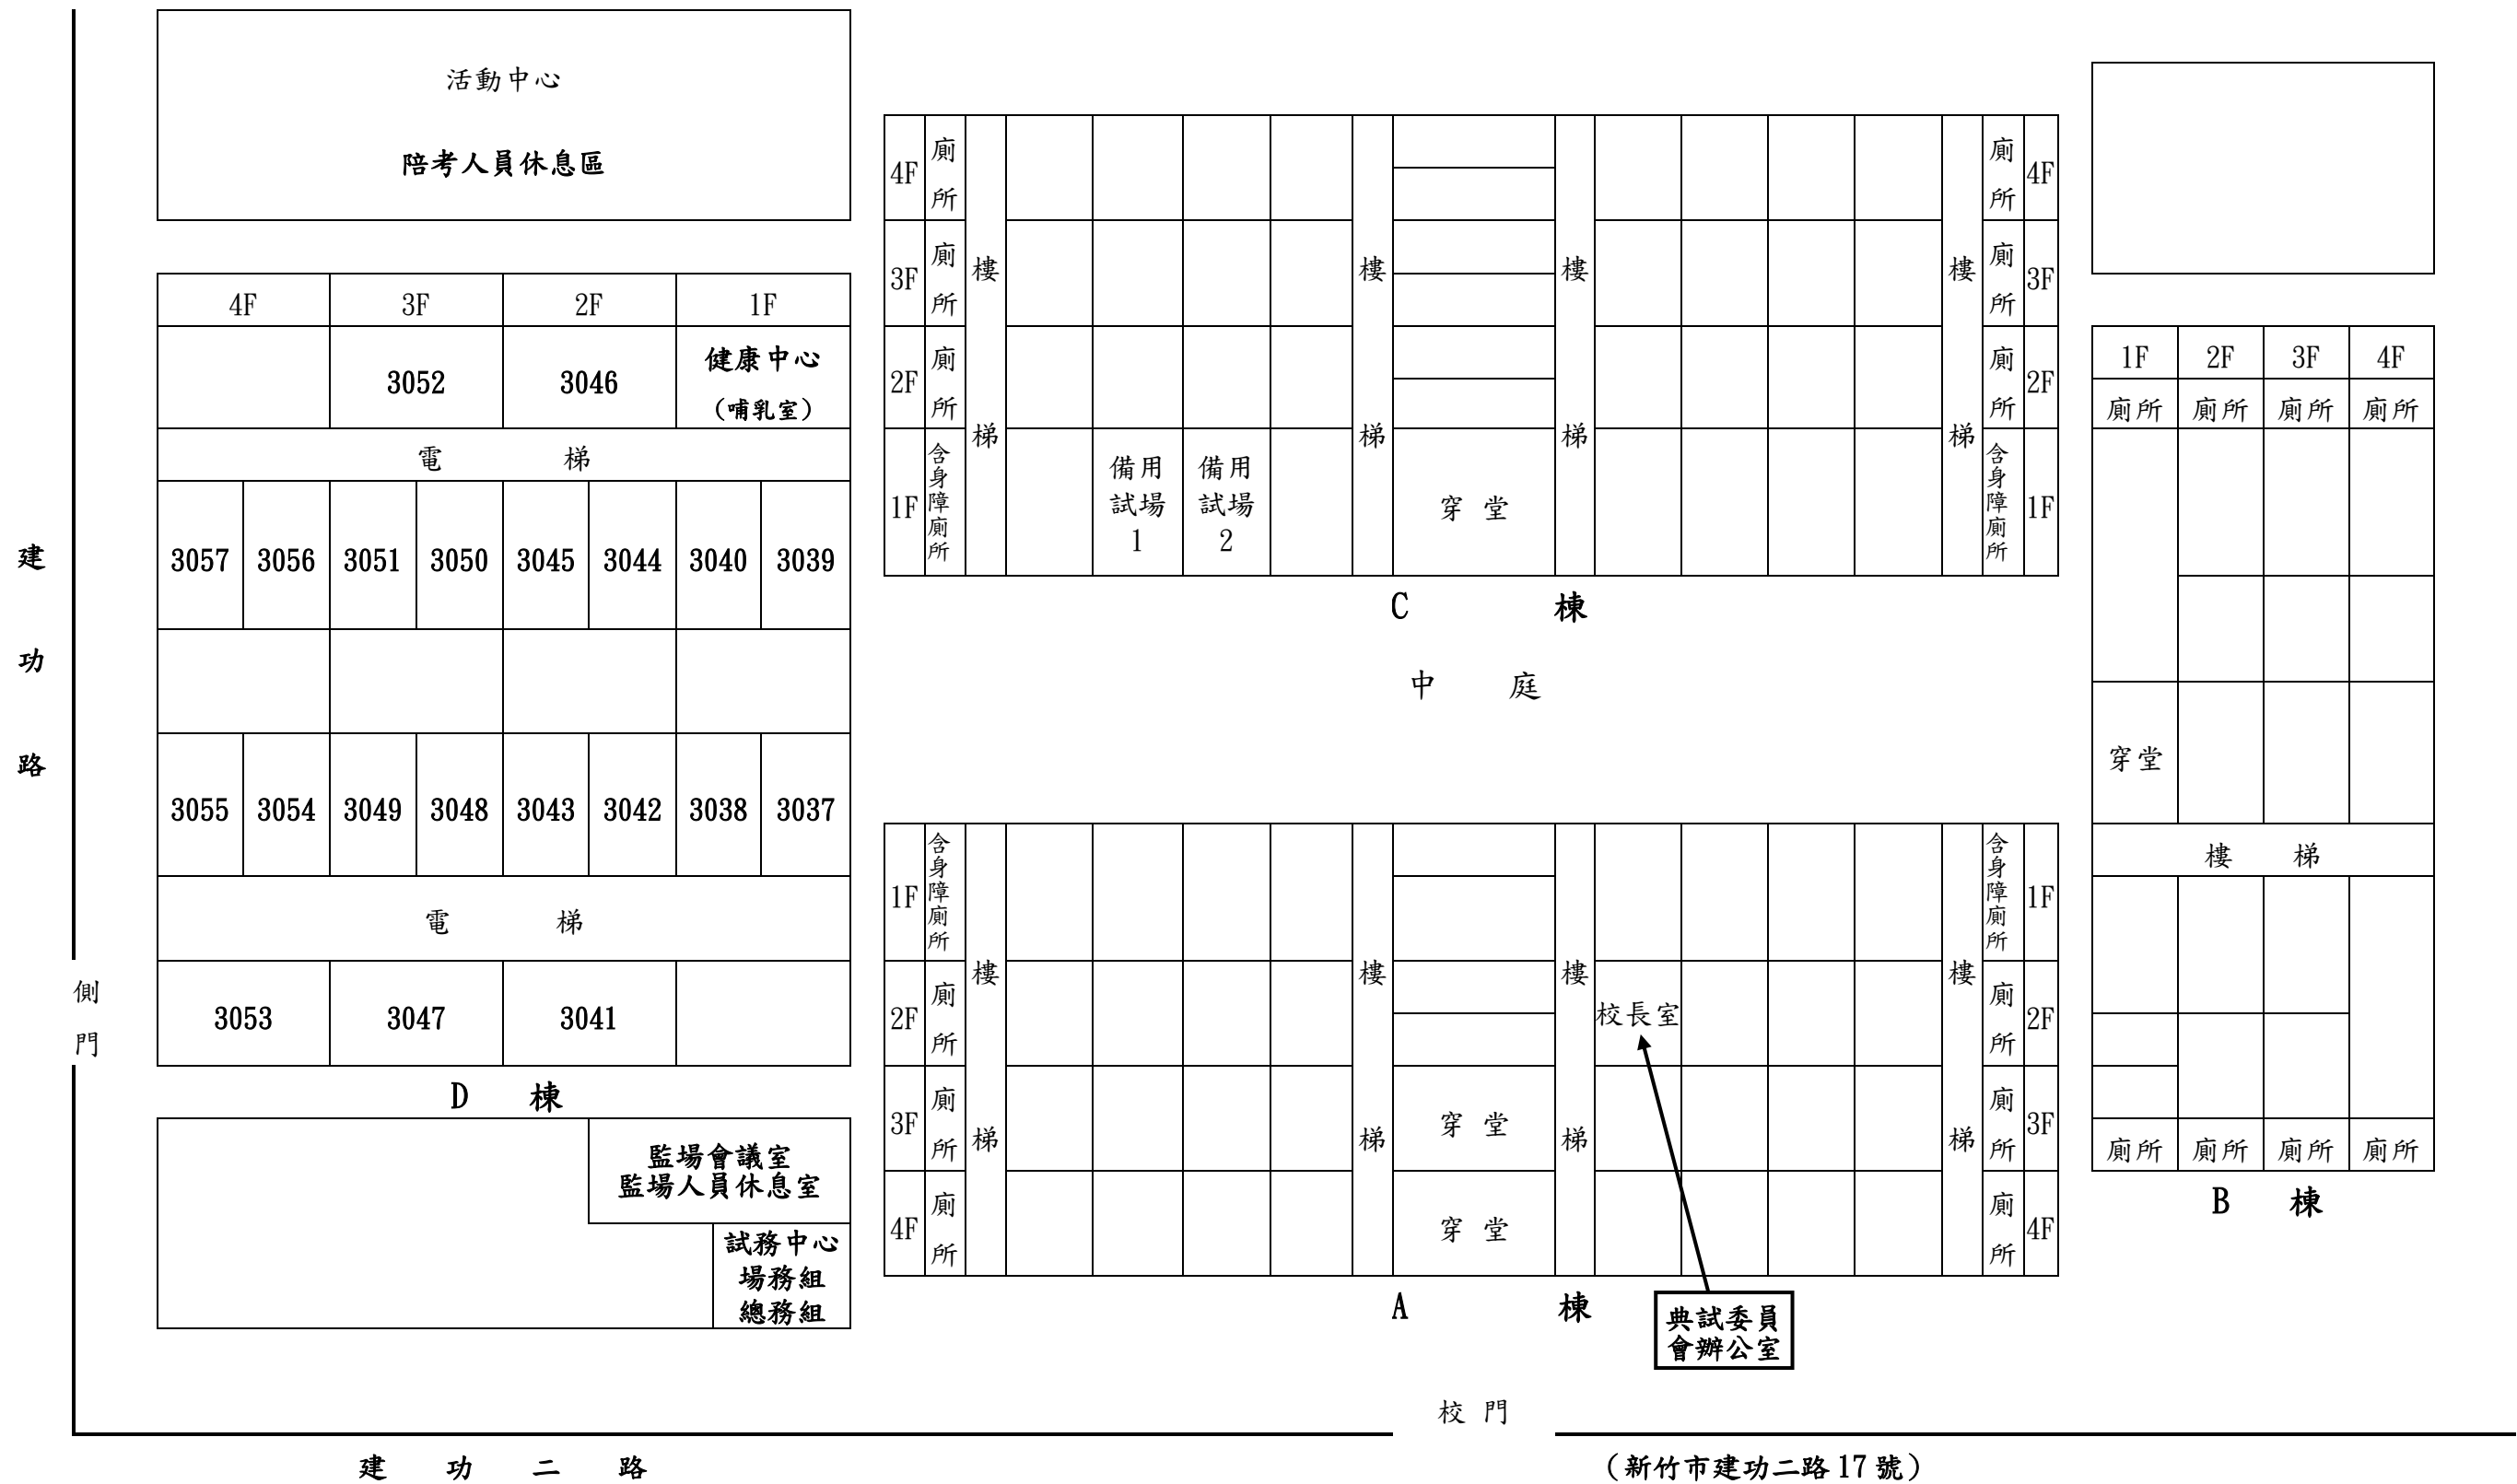 活動中心
陪考人員休息區
4F 3F 2F 1F
3052 3046 健康中心
(哺乳室)
電 梯
3057 3056 3051 3050 3045 3044 3040 3039
3055 3054 3049 3048 3043 3042 3038 3037
電 梯
3053 3047 3041
D 棟
監場會議室
監場人員休息室
試務中心
場務組
總務組
建 功 路
側門
4F 廁所 廁所 4F
3F 廁所 廁所 3F
2F 廁所 廁所 2F
1F 含身障廁所 備用試場1 備用試場2 穿堂 含身障廁所 1F
樓梯 樓梯 樓梯 樓梯
C 棟
中 庭
1F 含身障廁所 含身障廁所 1F
2F 廁所 校長室 廁所 2F
3F 廁所 穿堂 廁所 3F
4F 廁所 穿堂 廁所 4F
樓梯 樓梯 樓梯 樓梯
A 棟
典試委員
會辦公室
1F 2F 3F 4F
廁所 廁所 廁所 廁所
穿堂
樓 梯
廁所 廁所 廁所 廁所
B 棟
校 門
建 功 二 路
(新竹市建功二路 17 號)